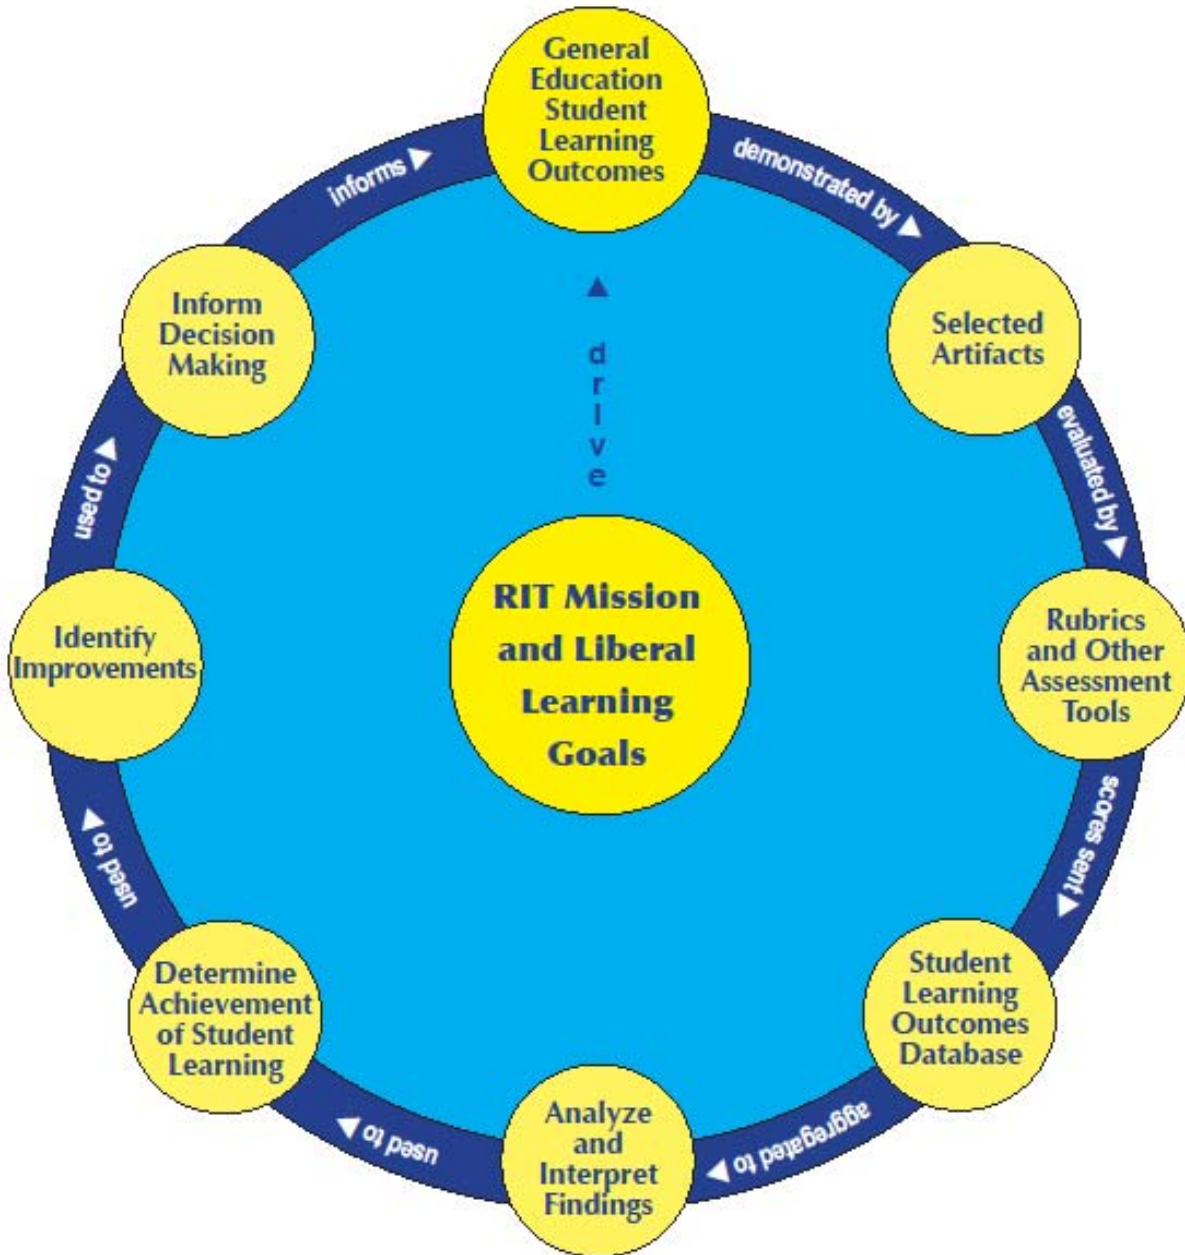 General
Education
Student
Learning
Outcomes
demonstrated by
Selected
Artifacts
evaluated by
Rubrics
and Other
Assessment
Tools
scores sent
Student
Learning
Outcomes
Database
aggregated to
Analyze
and
Interpret
Findings
used to
Determine
Achievement
of Student
Learning
used to
Identify
Improvements
used to
Inform
Decision
Making
informs
drIve
RIT Mission
and Liberal
Learning
Goals